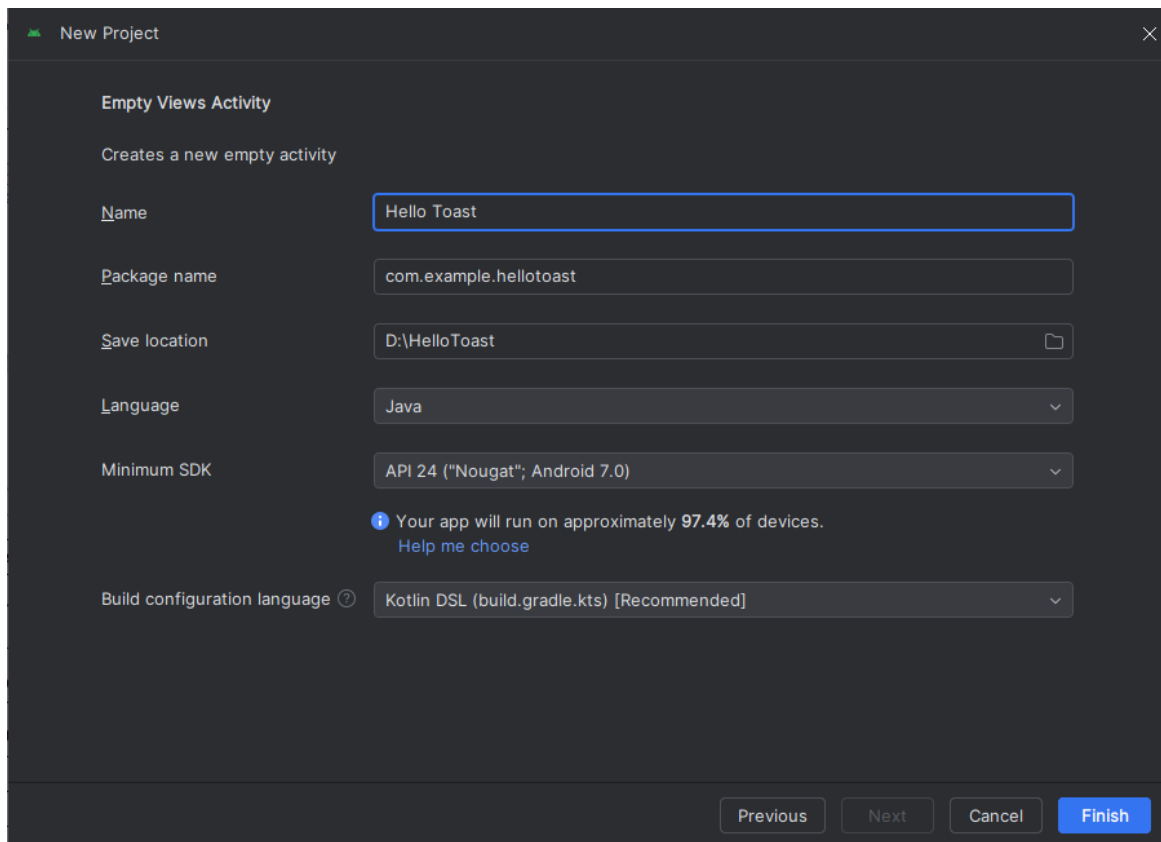 New Project
Empty Views Activity
Creates a new empty activity
Name
Hello Toast
Package name
com.example.hellotoast
Save location
D:\HelloToast
Language
Java
Minimum SDK
API 24 ("Nougat"; Android 7.0)
Your app will run on approximately 97.4% of devices.
Help me choose
Build configuration language ?
Kotlin DSL (build.gradle.kts) [Recommended]
Previous
Next
Cancel
Finish